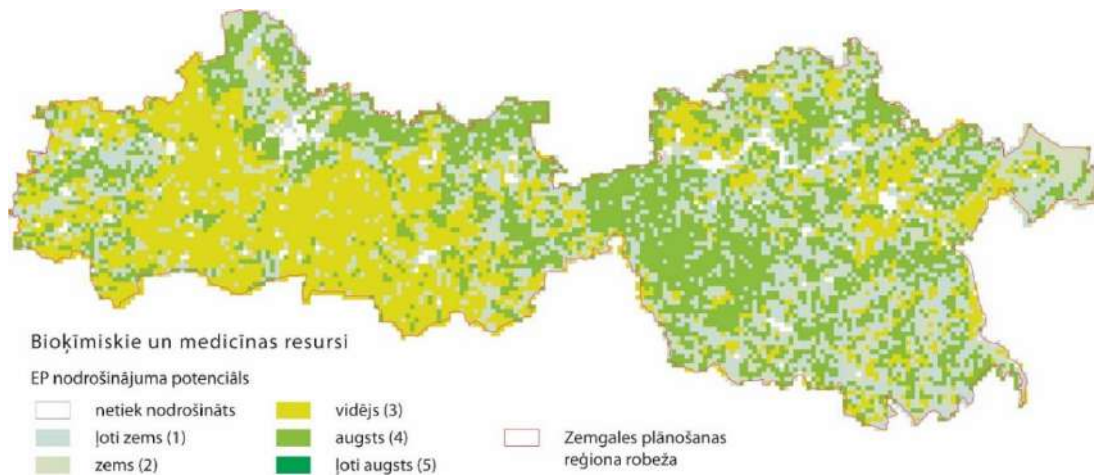 Bioķīmiskie un medicīnas resursi
EP nodrošinājuma potenciāls
netiek nodrošināts
ļoti zems (1)
zems (2)
vidējs (3)
augsts (4)
ļoti augsts (5)
Zemgales plānošanas
reģiona robeža